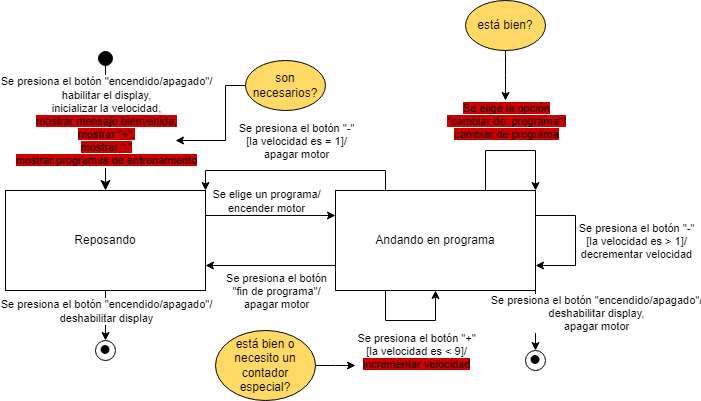 está bien?
Se presiona el botón "encendido/apagado"/
habilitar el display,
inicializar la velocidad,
mostrar mensaje bienvenida,
mostrar "+"
mostrar "-"
mostrar programas de entrenamiento
son
necesarios?
Se elige la opción
"cambiar de programa"/
cambiar de programa
Se presiona el botón "-"
[la velocidad es = 1]/
apagar motor
Reposando
Se elige un programa/
encender motor
Andando en programa
Se presiona el botón "-"
[la velocidad es > 1]/
decrementar velocidad
Se presiona el botón
"fin de programa"/
apagar motor
Se presiona el botón "encendido/apagado"/
deshabilitar display
Se presiona el botón "encendido/apagado"/
deshabilitar display,
apagar motor
está bien o
necesito un
contador
especial?
Se presiona el botón "+"
[la velocidad es < 9]/
incrementar velocidad